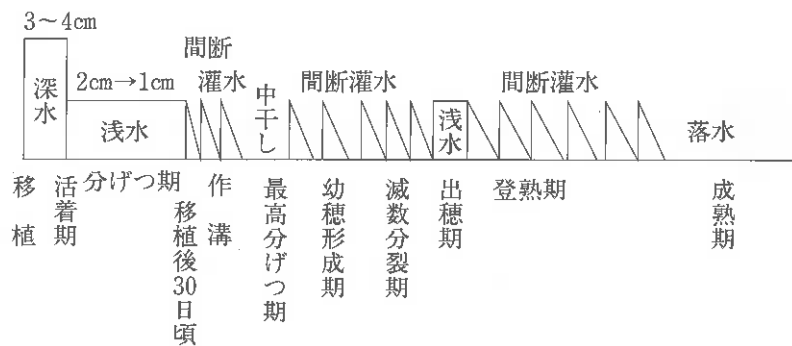 3～4cm
間断
灌水
2cm→1cm
深水
浅水
中干し
間断灌水
浅水
間断灌水
落水
移植
活着期
分げつ期
移植後30日頃
作溝
最高分げつ期
幼穂形成期
減数分裂期
出穂期
登熟期
成熟期